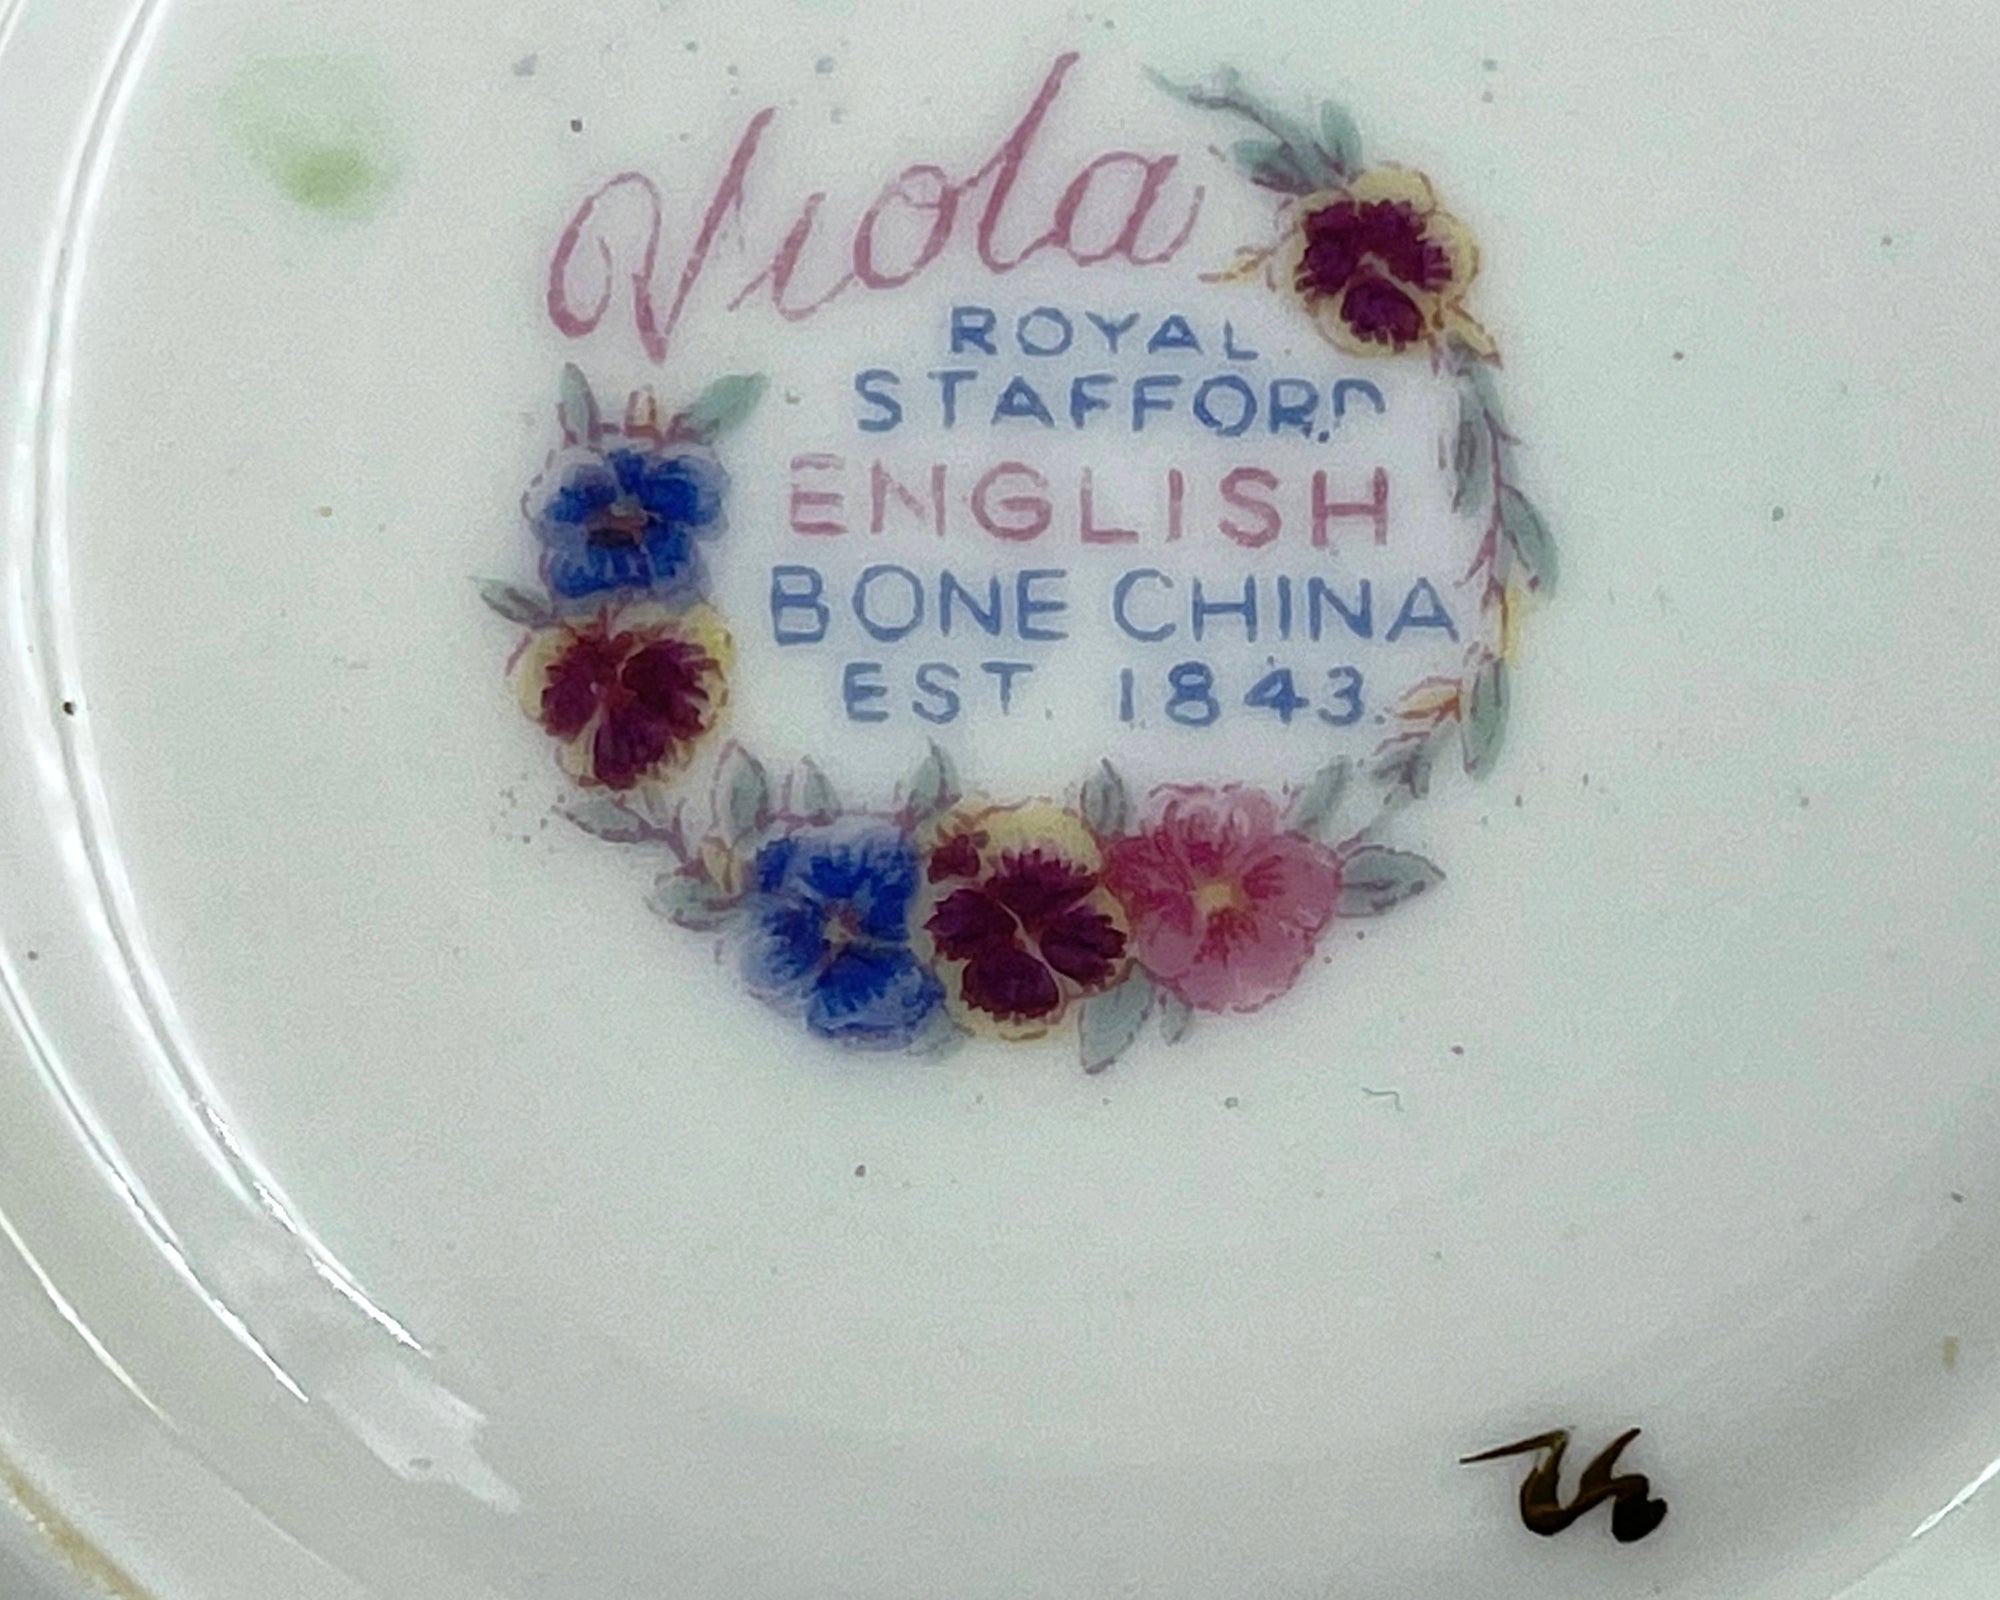 Viola
ROYAL
STAFFORD
ENGLISH
BONE CHINA
EST. 1843.